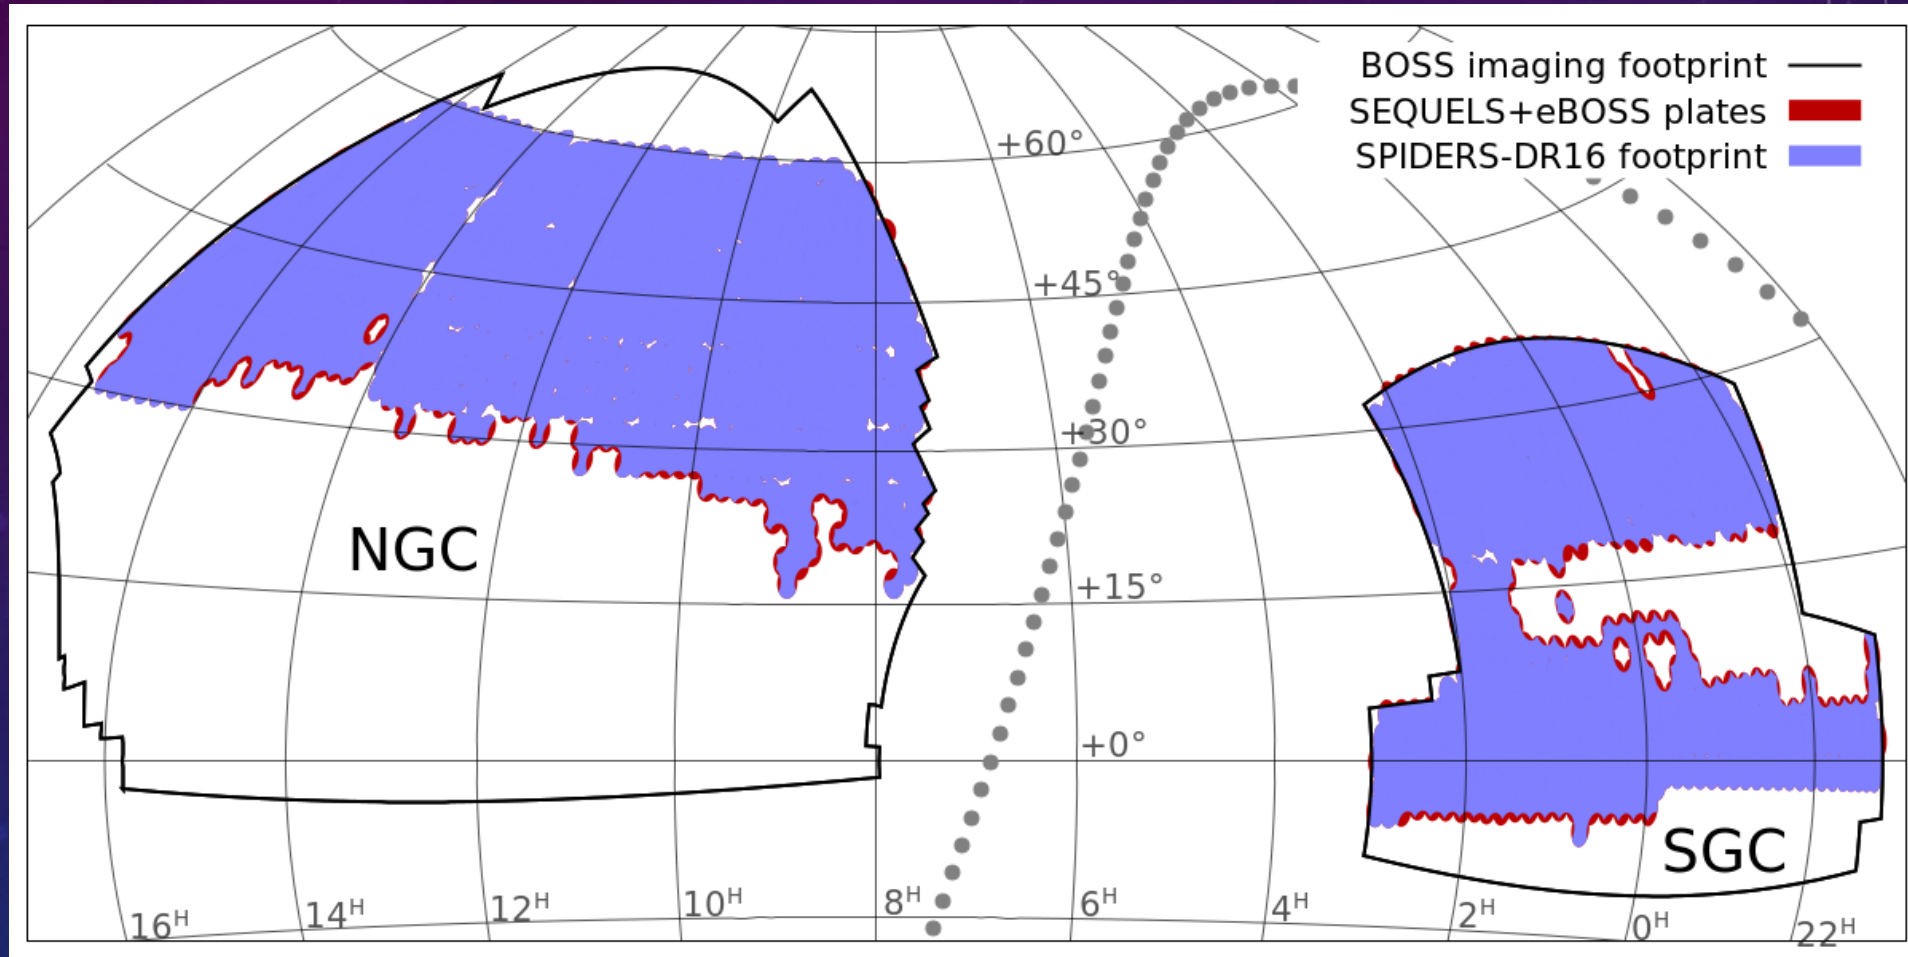 BOSS imaging footprint
SEQUELS+eBOSS plates
SPIDERS-DR16 footprint
+60°
+45°
+30°
+15°
+0°
NGC
SGC
16H
14H
12H
10H
8H
6H
4H
2H
0H
22H